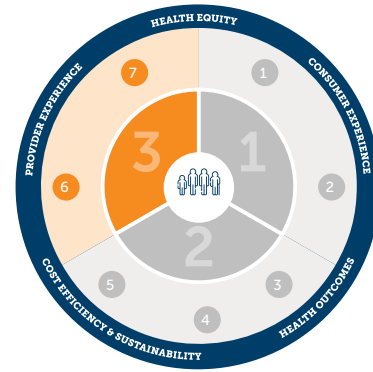 HEALTH EQUITY
CONSUMER EXPERIENCE
HEALTH OUTCOMES
COST EFFICIENCY & SUSTAINABILITY
PROVIDER EXPERIENCE
1
2
3
4
5
6
7
1
2
3